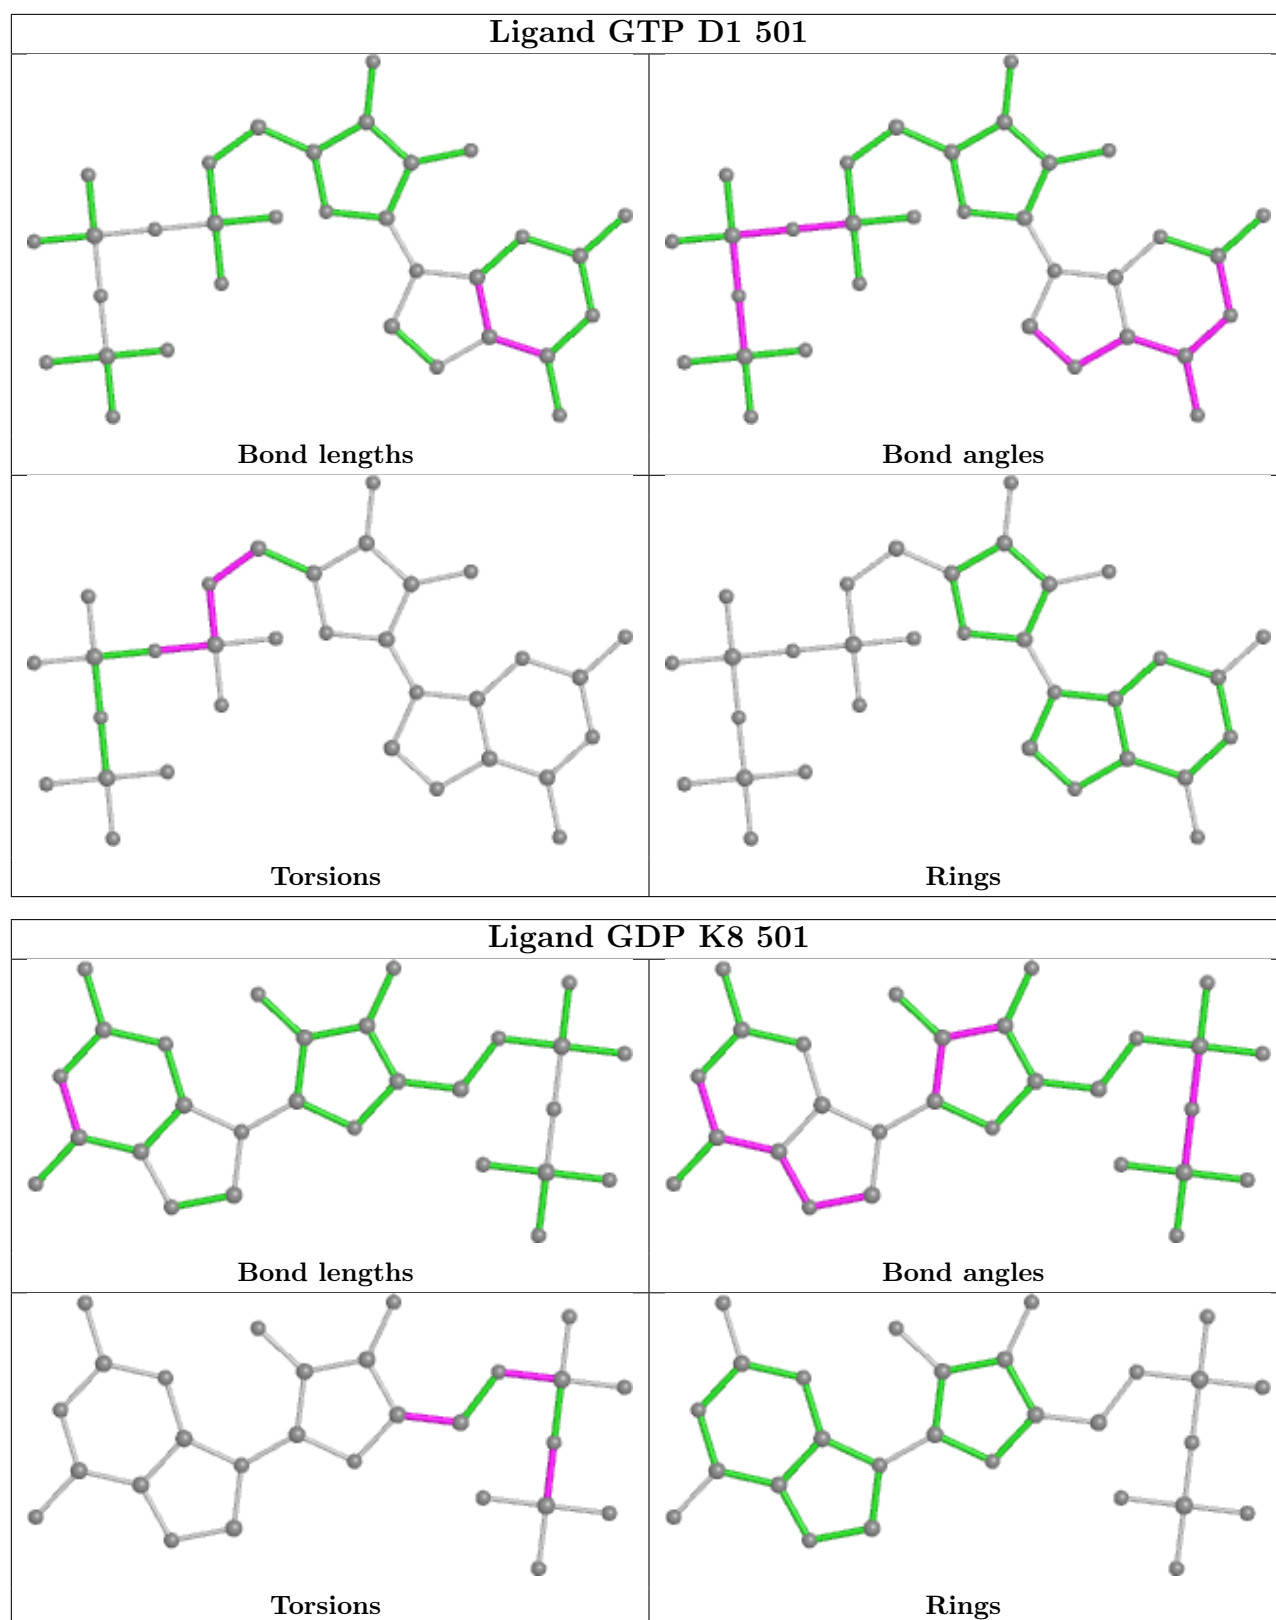 Ligand GTP D1 501
Bond lengths
Bond angles
Torsions
Rings
Ligand GDP K8 501
Bond lengths
Bond angles
Torsions
Rings